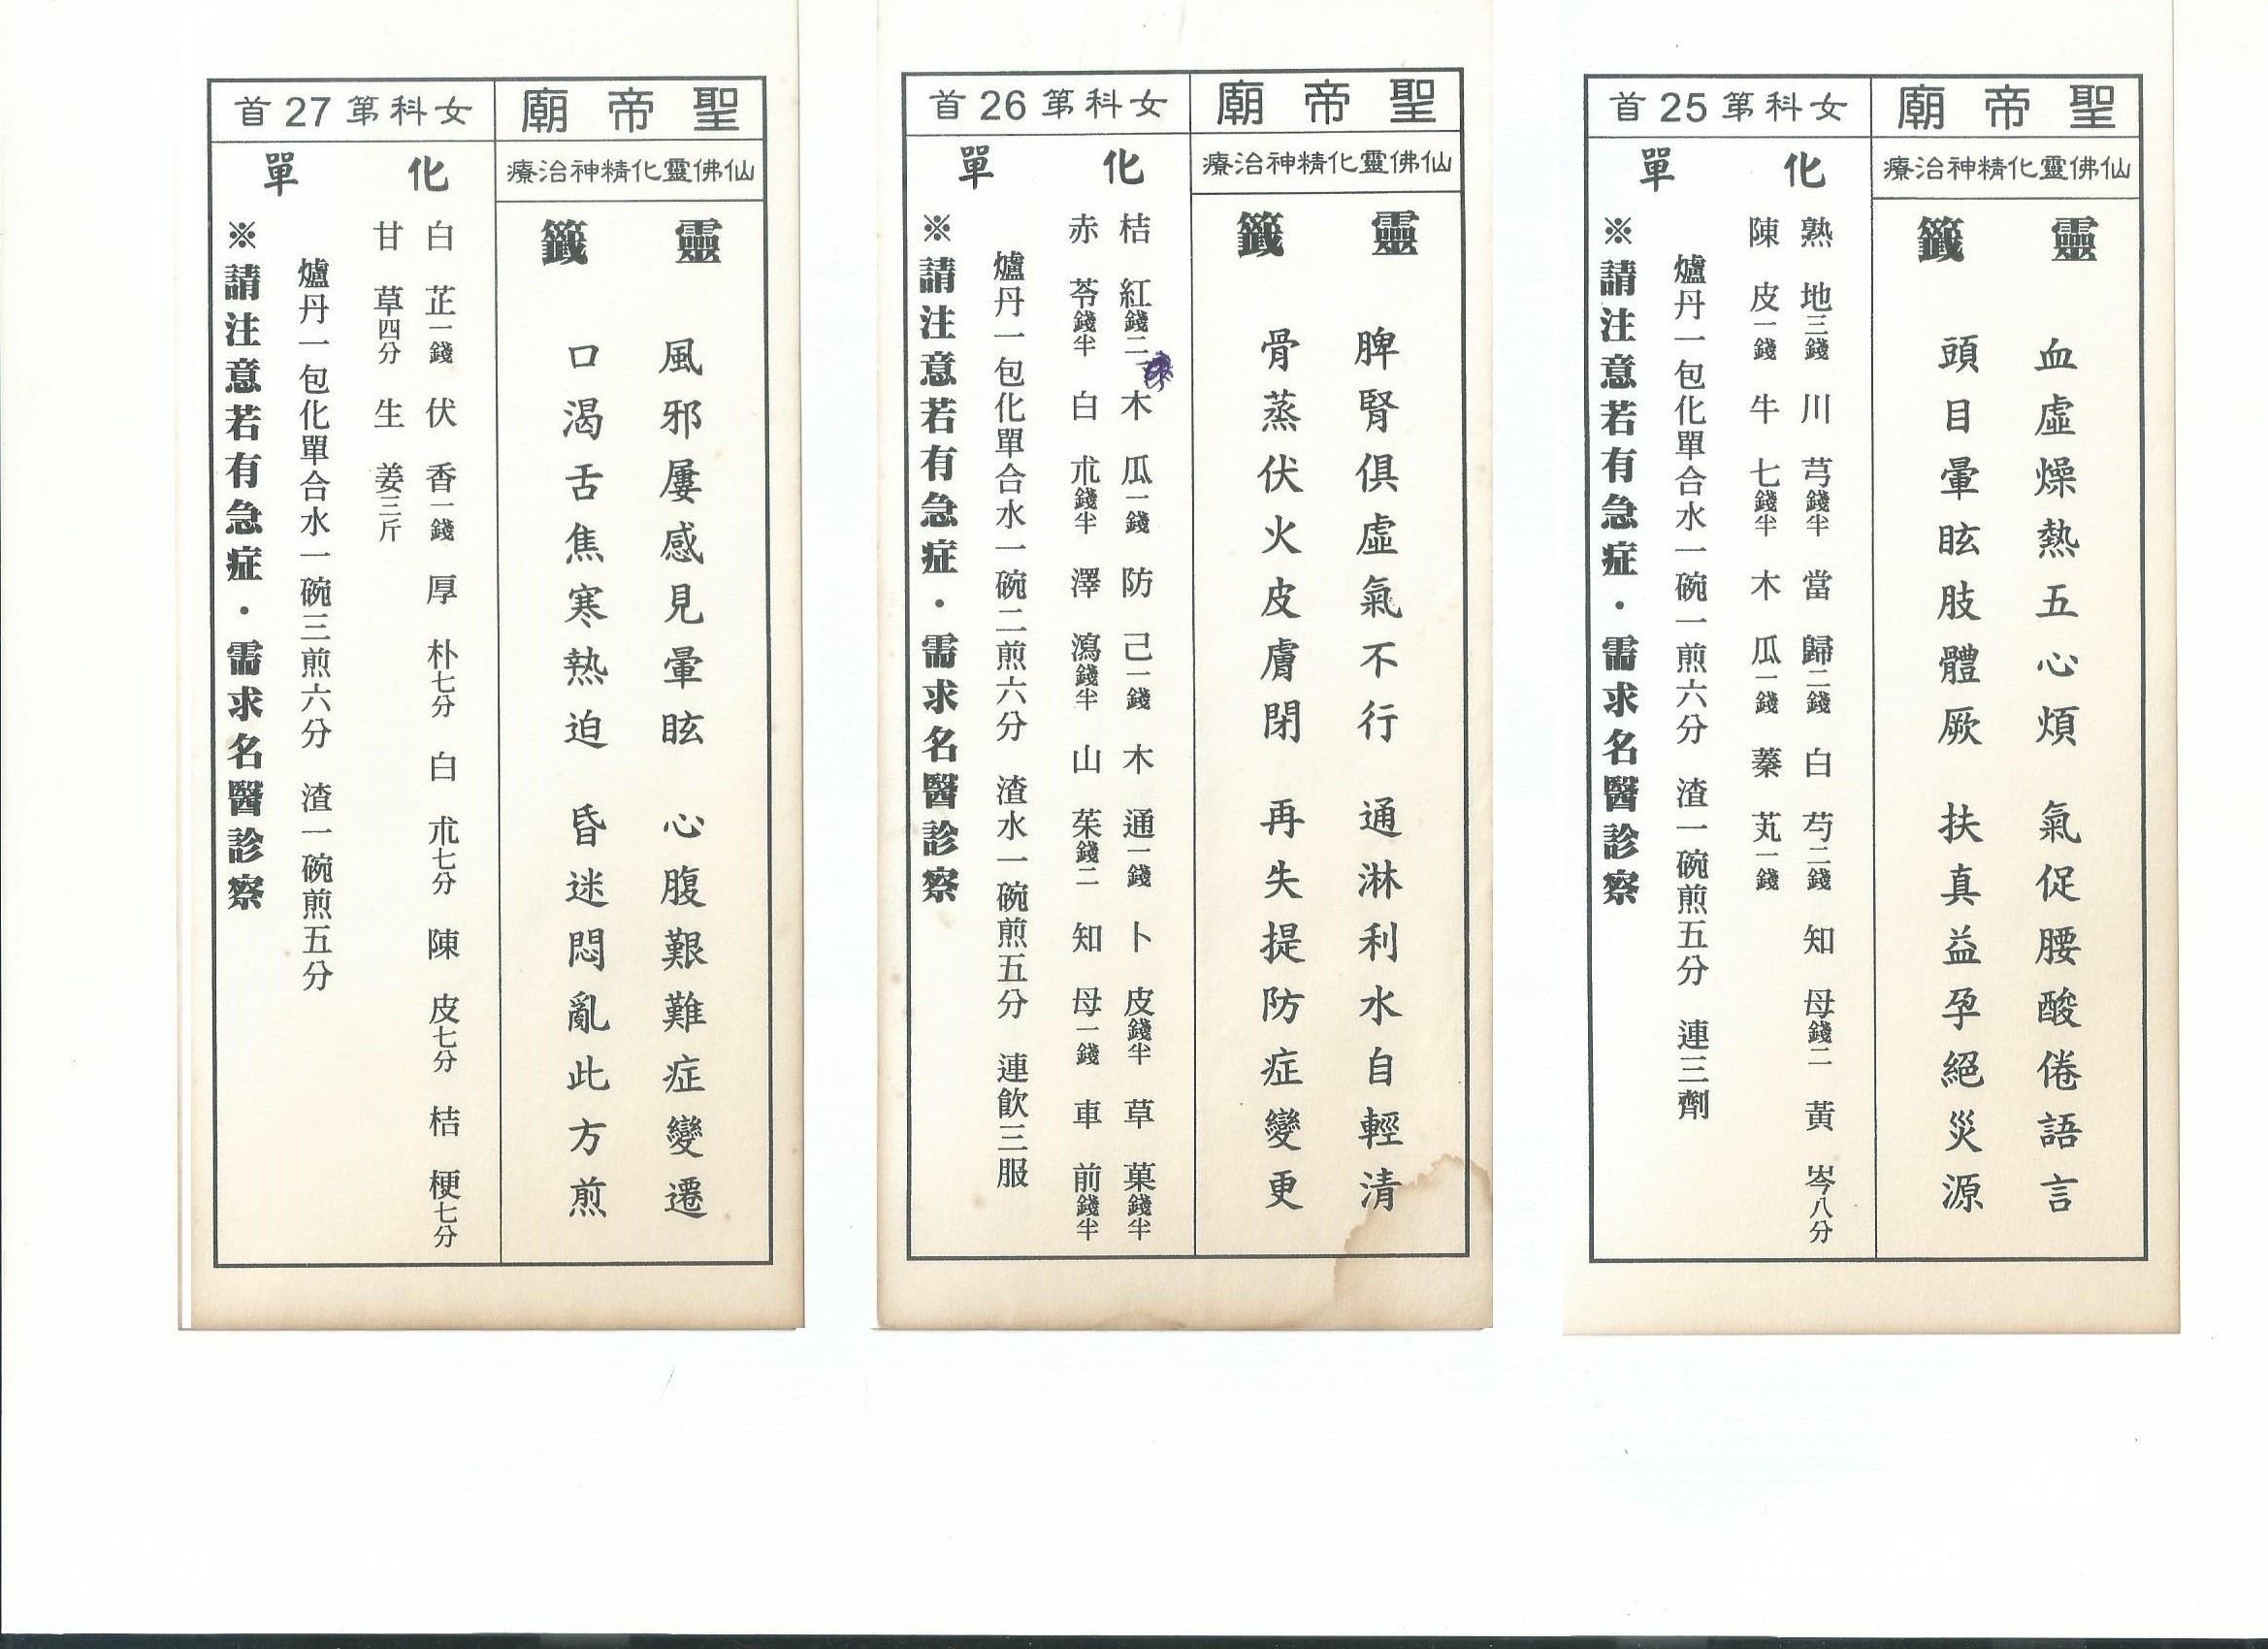 聖帝廟
女科第25首
仙佛靈化精神治療
靈籤
血虛燥熱五心煩 氣促腰酸倦語言
頭目暈眩肢體厥 扶真益孕絕災源
化單
熟地三錢 川芎錢半 當歸二錢 白芍二錢 知母錢二 黃岑八分
陳皮一錢 牛七錢半 木瓜一錢 蓁芃一錢
爐丹一包化單合水一碗一煎六分 渣一碗煎五分 連三劑
※請注意若有急症．需求名醫診察
聖帝廟
女科第26首
仙佛靈化精神治療
靈籤
脾腎俱虛氣不行 通淋利水自輕清
骨蒸伏火皮膚閉 再失提防症變更
化單
桔紅錢二 木瓜一錢 防己一錢 木通一錢 卜皮錢半 草菓錢半
赤苓錢半 白朮錢半 澤瀉錢半 山茱錢二 知母一錢 車前錢半
爐丹一包化單合水一碗二煎六分 渣水一碗煎五分 連飲三服
※請注意若有急症．需求名醫診察
聖帝廟
女科第27首
仙佛靈化精神治療
靈籤
風邪屢感見暈眩 心腹艱難症變遷
口渴舌焦寒熱迫 昏迷悶亂此方煎
化單
白芷一錢 伏香一錢 厚朴七分 白朮七分 陳皮七分 桔梗七分
甘草四分 生姜三斤
爐丹一包化單合水一碗三煎六分 渣一碗煎五分
※請注意若有急症．需求名醫診察